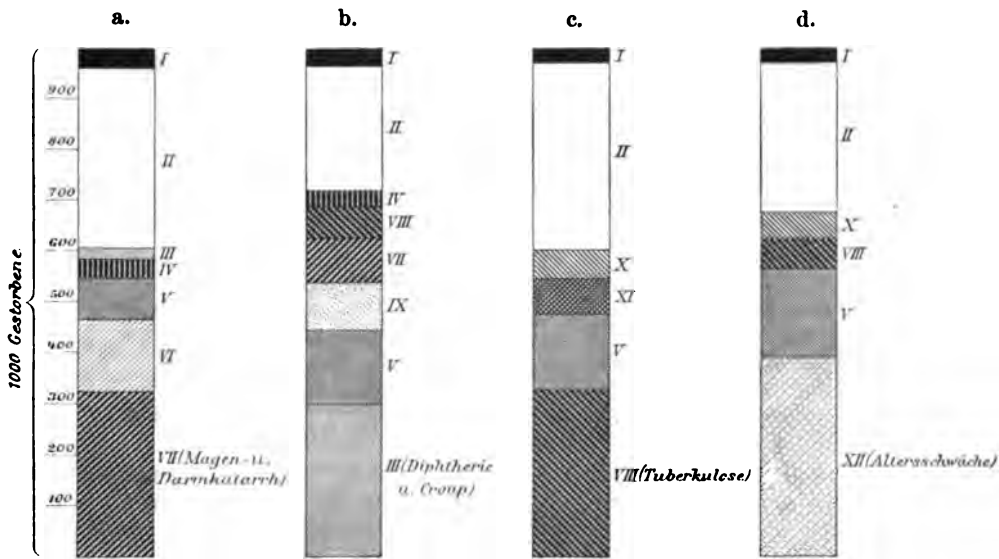 a. b. c. d.
1000 Gestorbene.
900
800
700
600
500
400
300
200
100
I
II
III
IV
V
VI
VII (Magen- u.
Darmkatarrh)
I
II
IV
VIII
VII
IX
V
III (Diphtherie
u. Croup)
I
II
X
XI
V
VIII (Tuberkulose)
I
II
X
VIII
V
XII (Altersschwäche)